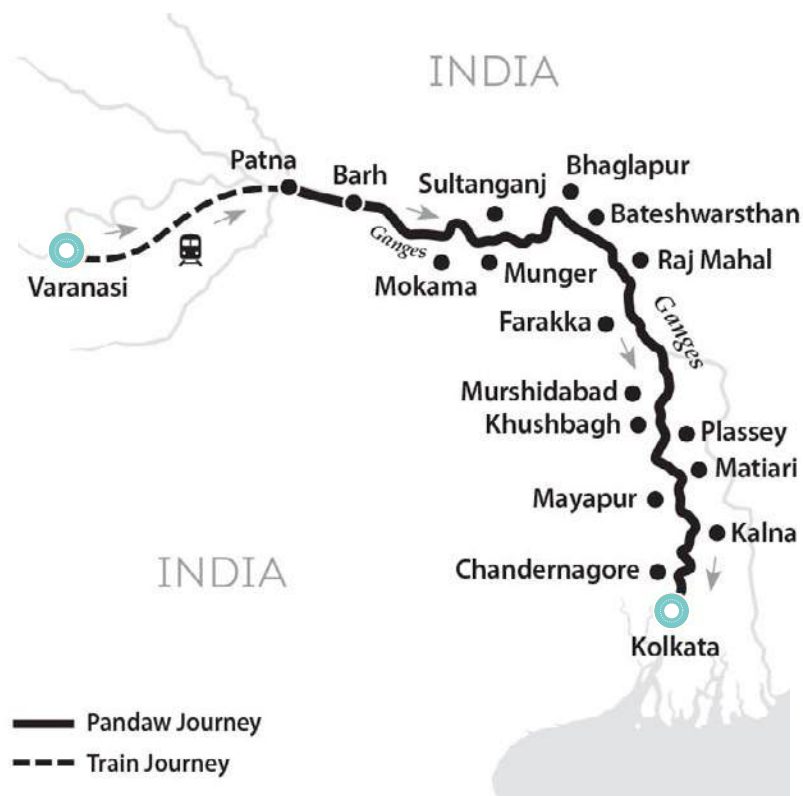 INDIA
Patna
Barh
Sultanganj
Bhaglapur
Bateshwarsthan
Ganges
Varanasi
Mokama
Munger
Raj Mahal
Farakka
Ganges
Murshidabad
Khushbagh
Plassey
Matiari
Mayapur
Kalna
INDIA
Chandernagore
Kolkata
Pandaw Journey
Train Journey